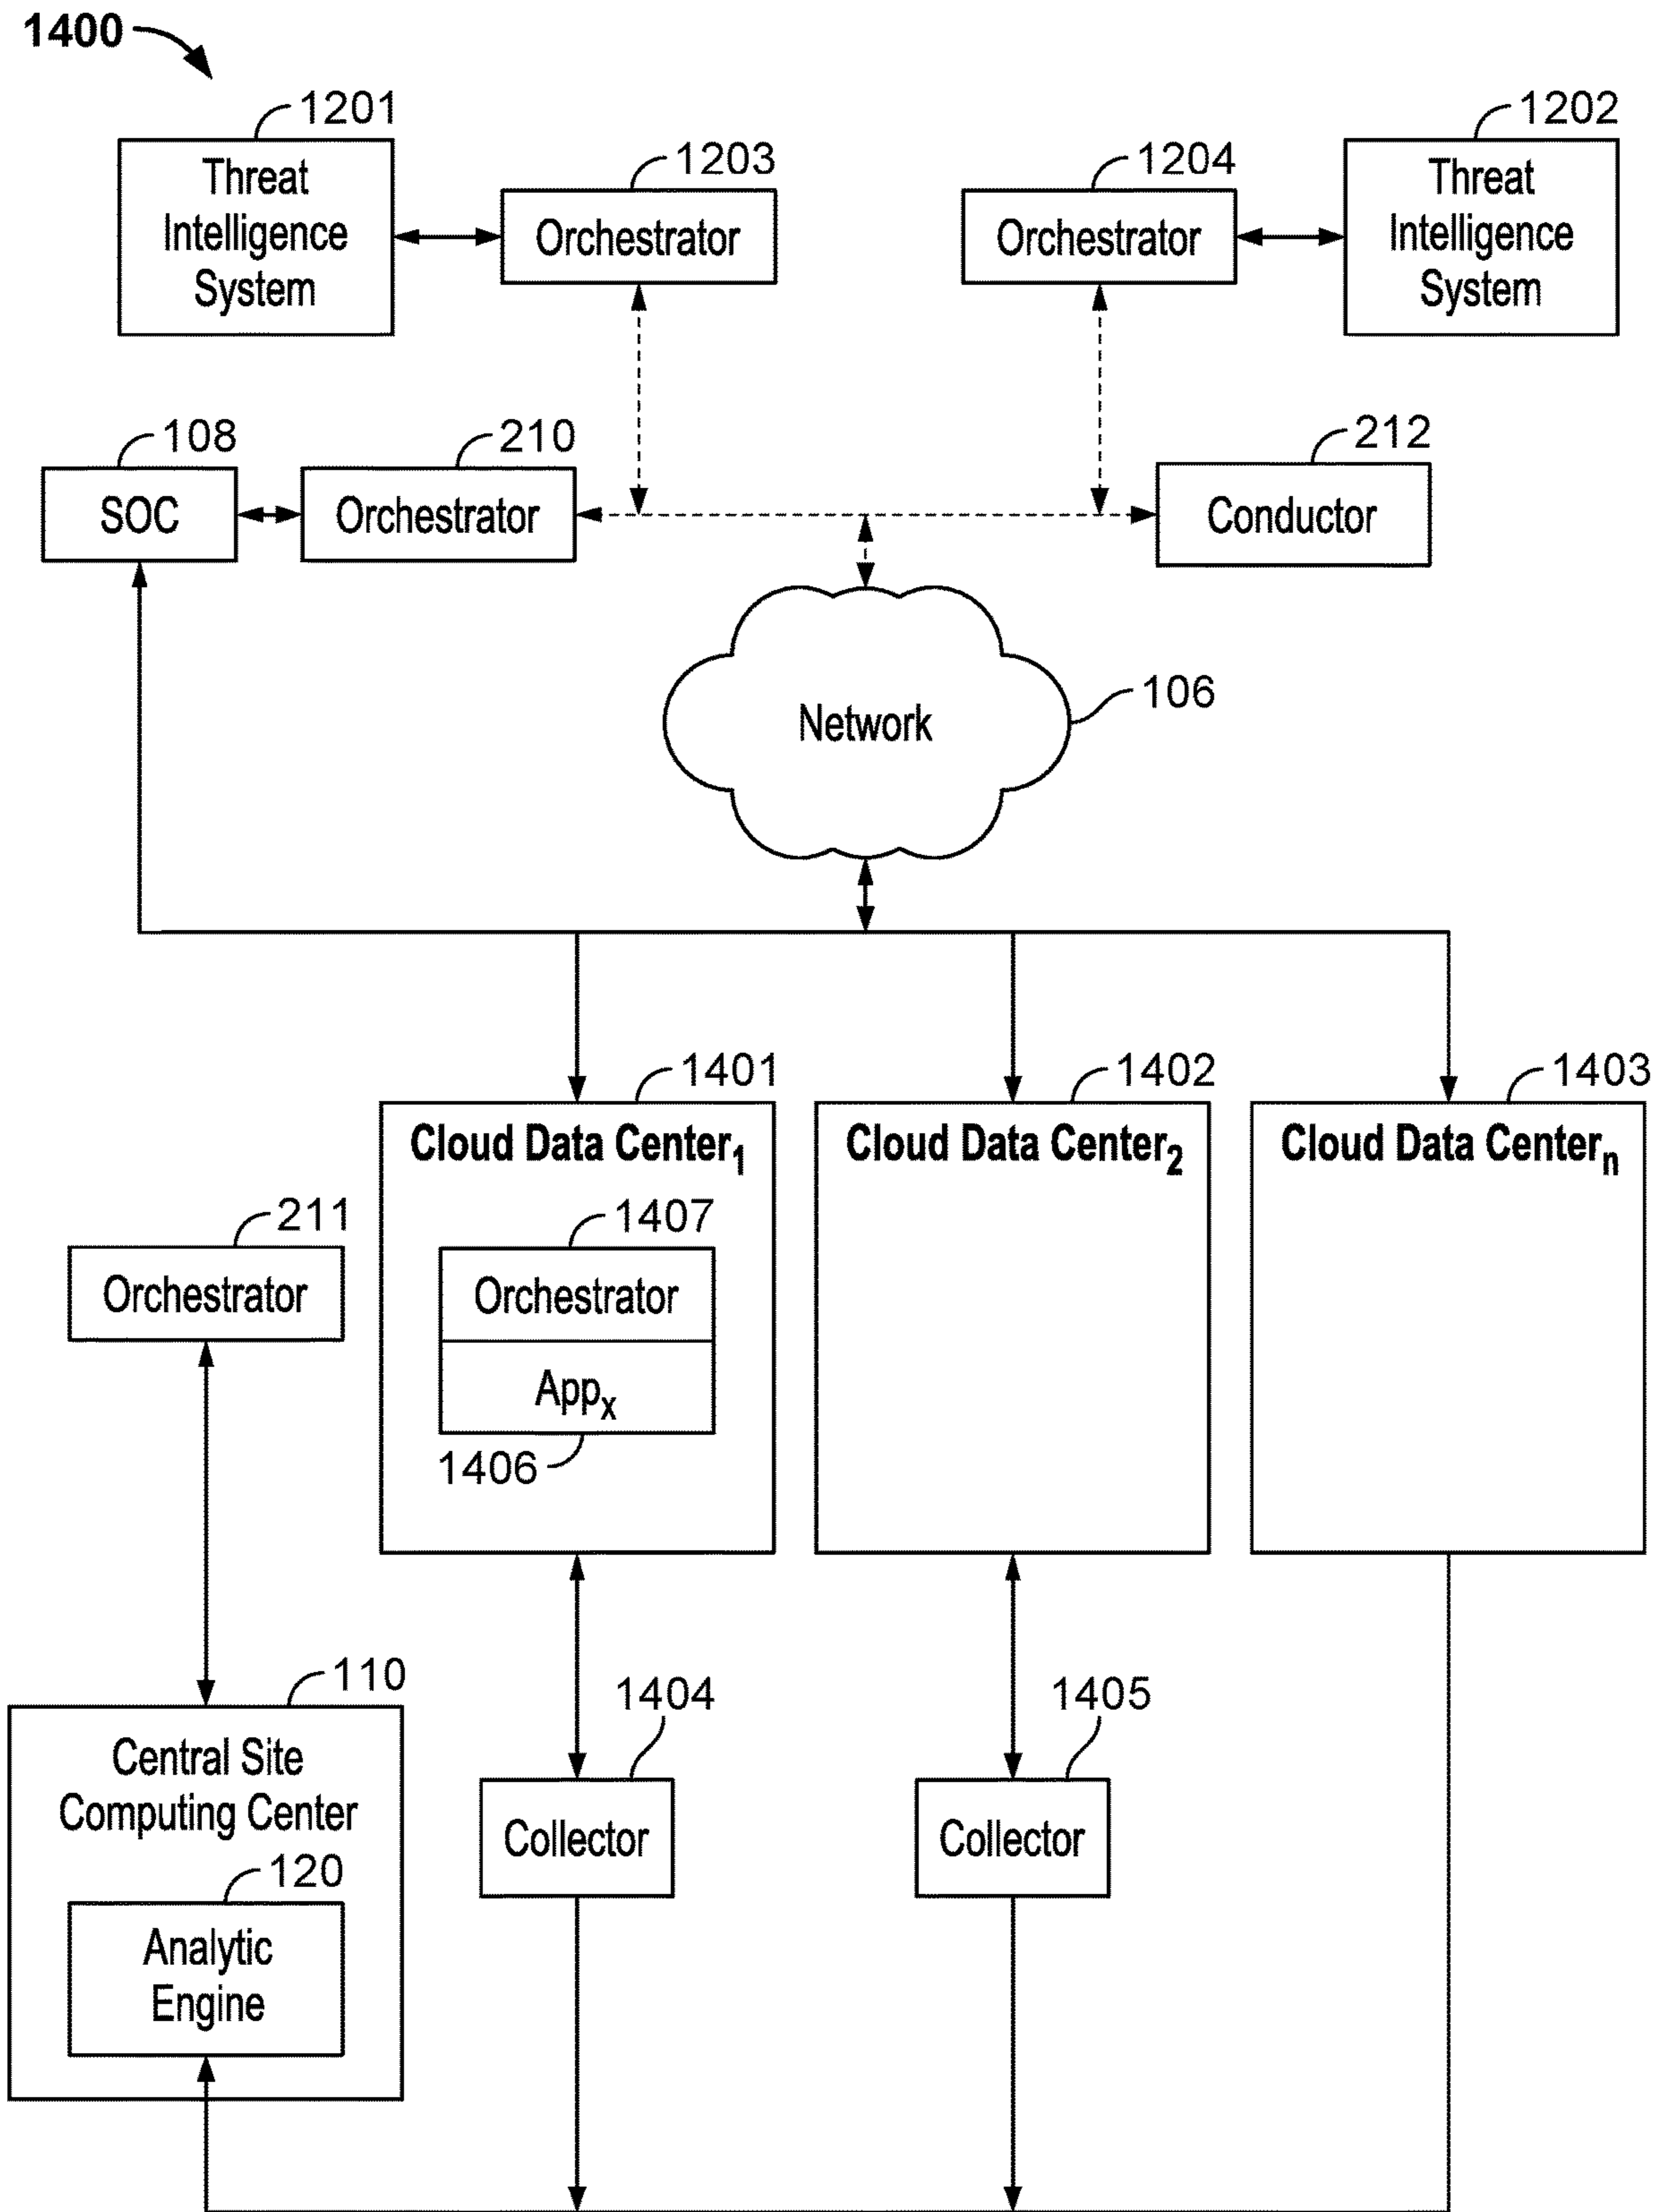 1400
1201
Threat
Intelligence
System
1203
Orchestrator
1204
Orchestrator
1202
Threat
Intelligence
System
108
SOC
210
Orchestrator
212
Conductor
Network
106
1401
Cloud Data Center1
1402
Cloud Data Center2
1403
Cloud Data Centern
211
Orchestrator
1407
Orchestrator
Appx
1406
110
Central Site
Computing Center
120
Analytic
Engine
1404
Collector
1405
Collector